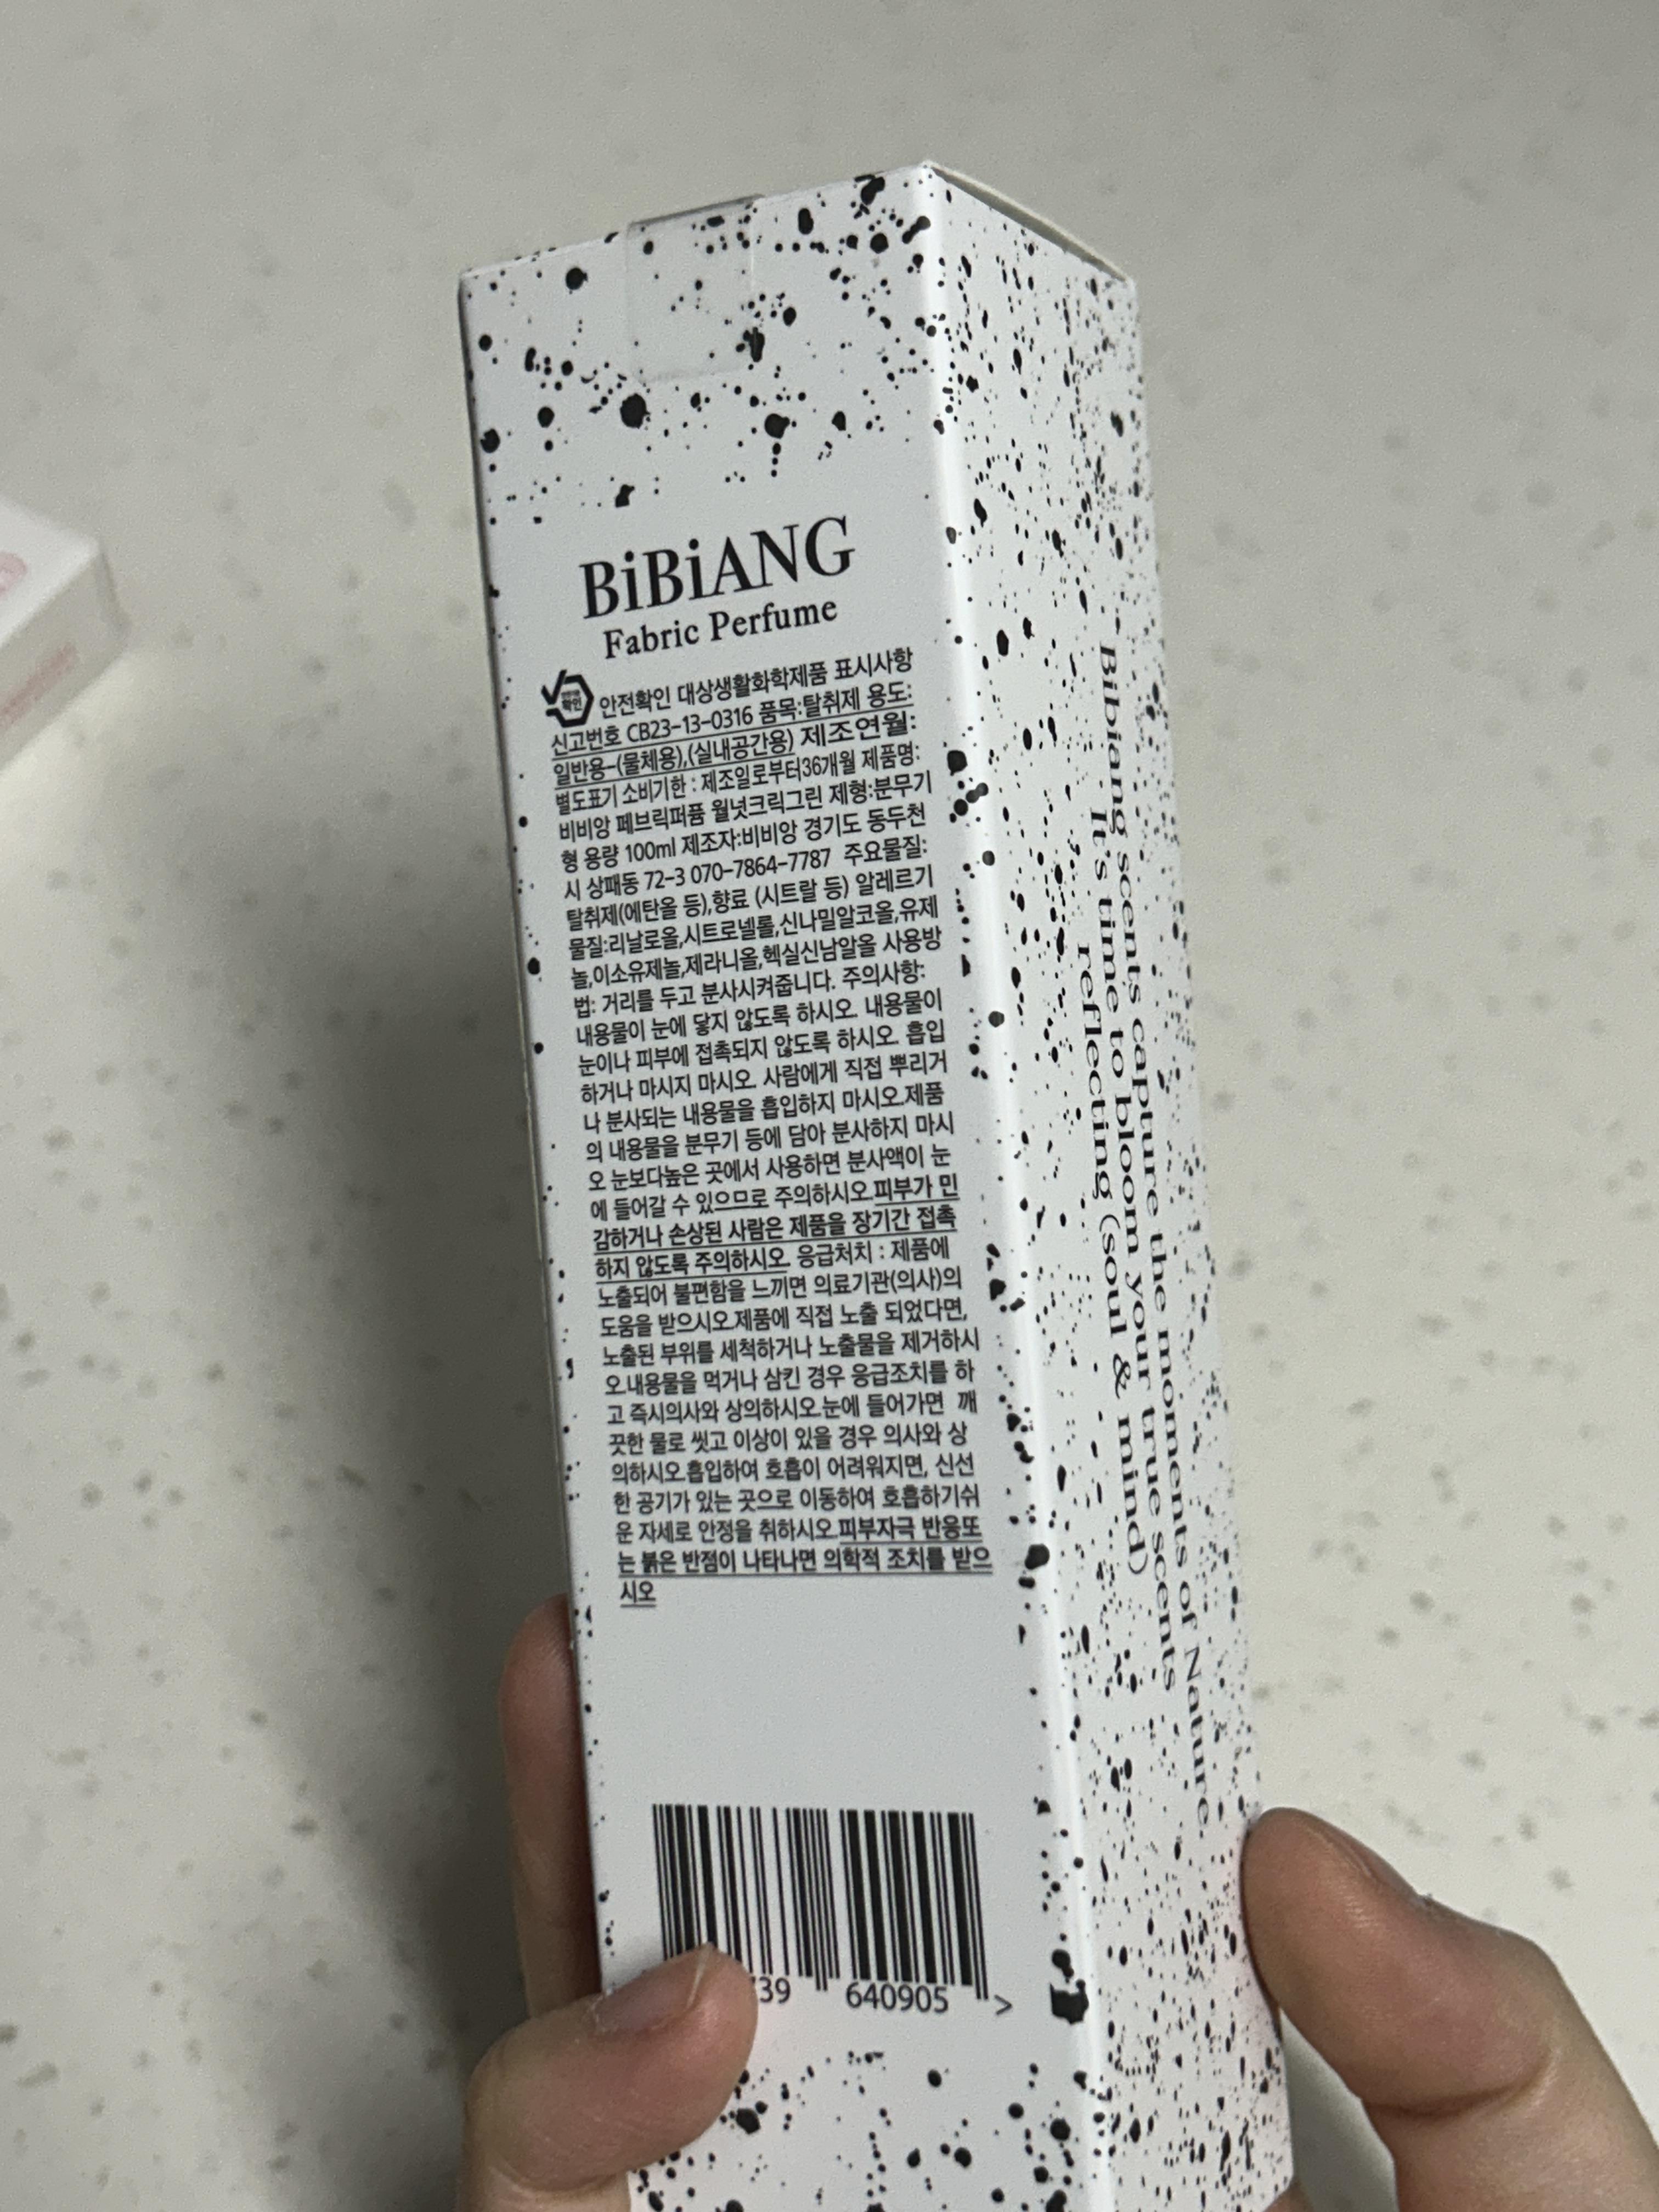 BiBiANG
Fabric Perfume
확인 안전확인 대상생활화학제품 표시사항
신고번호 CB23-13-0316 품목:탈취제 용도:
일반용-(물체용),(실내공간용) 제조연월:
별도표기 소비기한 : 제조일로부터36개월 제품명:
비비앙 페브릭퍼퓸 월넛크릭그린 제형:분무기
형 용량 100ml 제조자:비비앙 경기도 동두천
시 상패동 72-3 070-7864-7787 주요물질:
탈취제(에탄올 등),향료 (시트랄 등) 알레르기
물질:리날로올,시트로넬롤,신나밀알코올,유제
놀,이소유제놀,제라니올,헥실신남알올 사용방
법: 거리를 두고 분사시켜줍니다. 주의사항:
내용물이 눈에 닿지 않도록 하시오. 내용물이
눈이나 피부에 접촉되지 않도록 하시오. 흡입
하거나 마시지 마시오. 사람에게 직접 뿌리거
나 분사되는 내용물을 흡입하지 마시오.제품
의 내용물을 분무기 등에 담아 분사하지 마시
오 눈보다높은 곳에서 사용하면 분사액이 눈
에 들어갈 수 있으므로 주의하시오.피부가 민
감하거나 손상된 사람은 제품을 장기간 접촉
하지 않도록 주의하시오. 응급처치 : 제품에
노출되어 불편함을 느끼면 의료기관(의사)의
도움을 받으시오.제품에 직접 노출 되었다면,
노출된 부위를 세척하거나 노출물을 제거하시
오.내용물을 먹거나 삼킨 경우 응급조치를 하
고 즉시의사와 상의하시오.눈에 들어가면 깨
끗한 물로 씻고 이상이 있을 경우 의사와 상
의하시오.흡입하여 호흡이 어려워지면, 신선
한 공기가 있는 곳으로 이동하여 호흡하기쉬
운 자세로 안정을 취하시오.피부자극 반응또
는 붉은 반점이 나타나면 의학적 조치를 받으
시오
39 640905 >
Bibiang scents capture the moments of Nature.
It's time to bloom your true scents
reflecting (soul & mind)